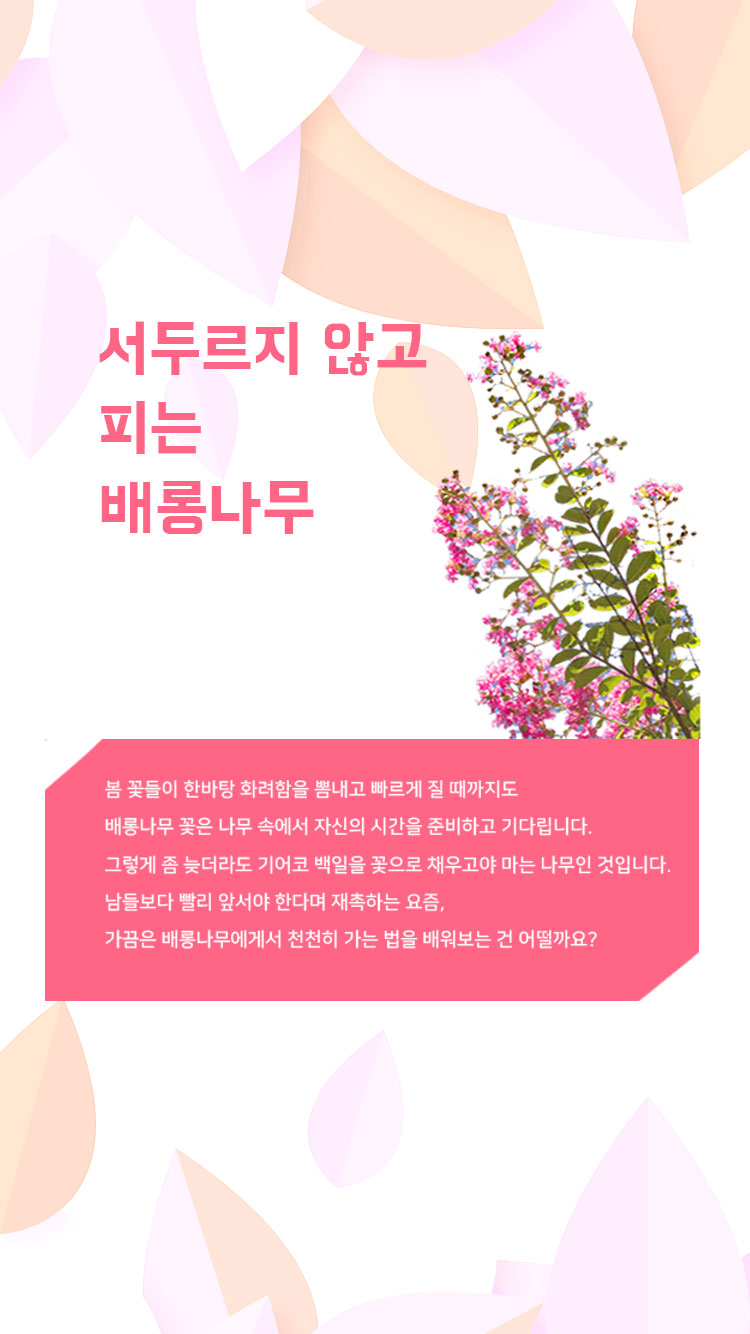 서두르지 않고
피는
배롱나무
봄 꽃들이 한바탕 화려함을 뽐내고 빠르게 질 때까지도
배롱나무 꽃은 나무 속에서 자신의 시간을 준비하고 기다립니다.
그렇게 좀 늦더라도 기어코 백일을 꽃으로 채우고야 마는 나무인 것입니다.
남들보다 빨리 앞서야 한다며 재촉하는 요즘,
가끔은 배롱나무에게서 천천히 가는 법을 배워보는 건 어떨까요?